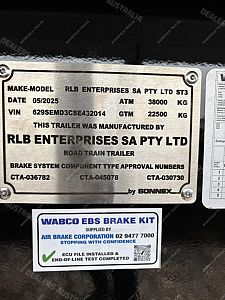 MAKE-MODEL RLB ENTERPRISES SA PTY LTD ST3
DATE 05/2025 ATM 38000 KG
VIN 629SEMD3CSE432014 GTM 22500 KG
THIS TRAILER WAS MANUFACTURED BY
RLB ENTERPRISES SA PTY LTD
ROAD TRAIN TRAILER
BRAKE SYSTEM COMPONENT TYPE APPROVAL NUMBERS
CTA-036782 CTA-045078 CTA-030730
by SONNEX
WABCO EBS BRAKE KIT
SUPPLIED BY
AIR BRAKE CORPORATION 02 9477 7000
STOPPING WITH CONFIDENCE
ECU INSTALLED &
END-OF-LINE TEST COMPLETED